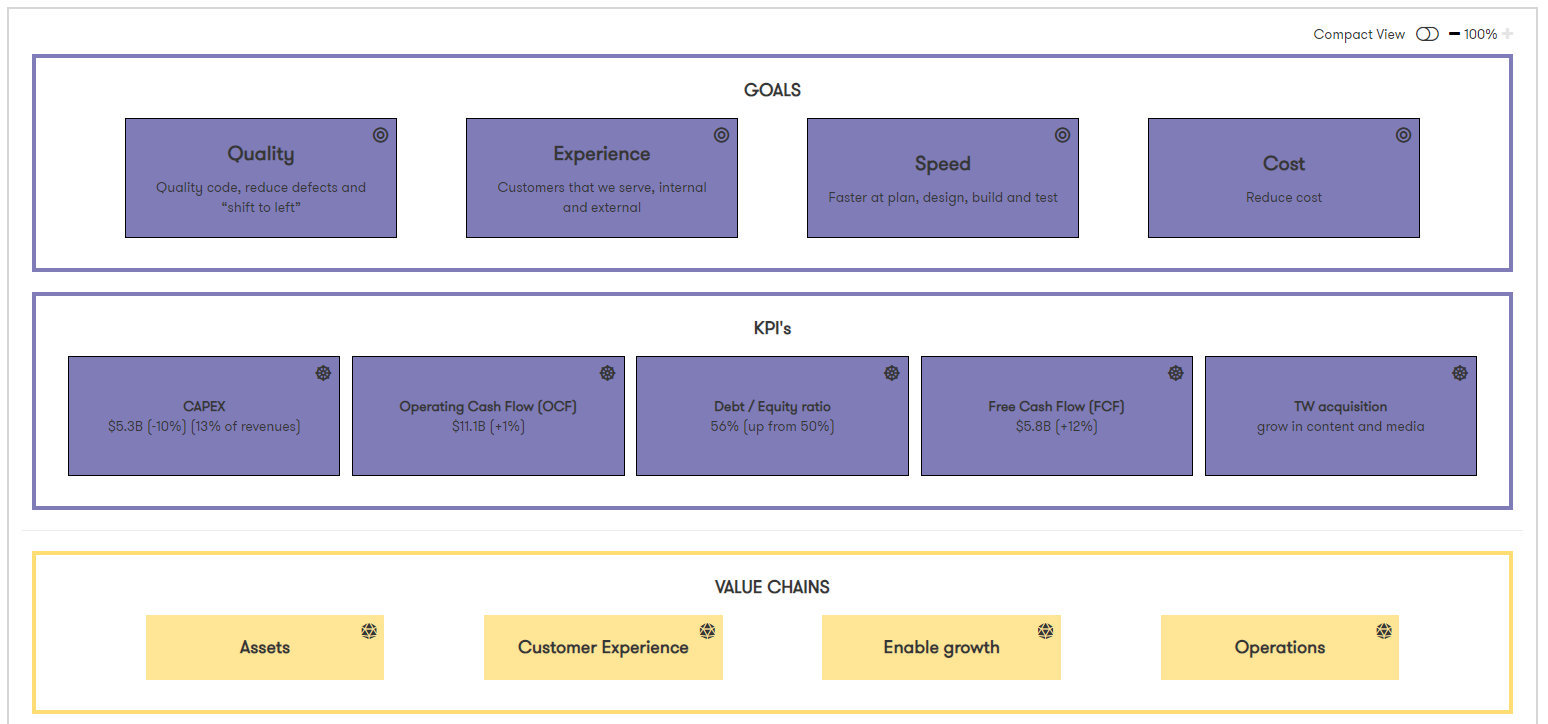 Compact View 100%
GOALS
Quality
Quality code, reduce defects and
“shift to left”
Experience
Customers that we serve, internal
and external
Speed
Faster at plan, design, build and test
Cost
Reduce cost
KPI's
CAPEX
$5.3B (-10%) (13% of revenues)
Operating Cash Flow (OCF)
$11.1B (+1%)
Debt / Equity ratio
56% (up from 50%)
Free Cash Flow (FCF)
$5.8B (+12%)
TW acquisition
grow in content and media
VALUE CHAINS
Assets
Customer Experience
Enable growth
Operations